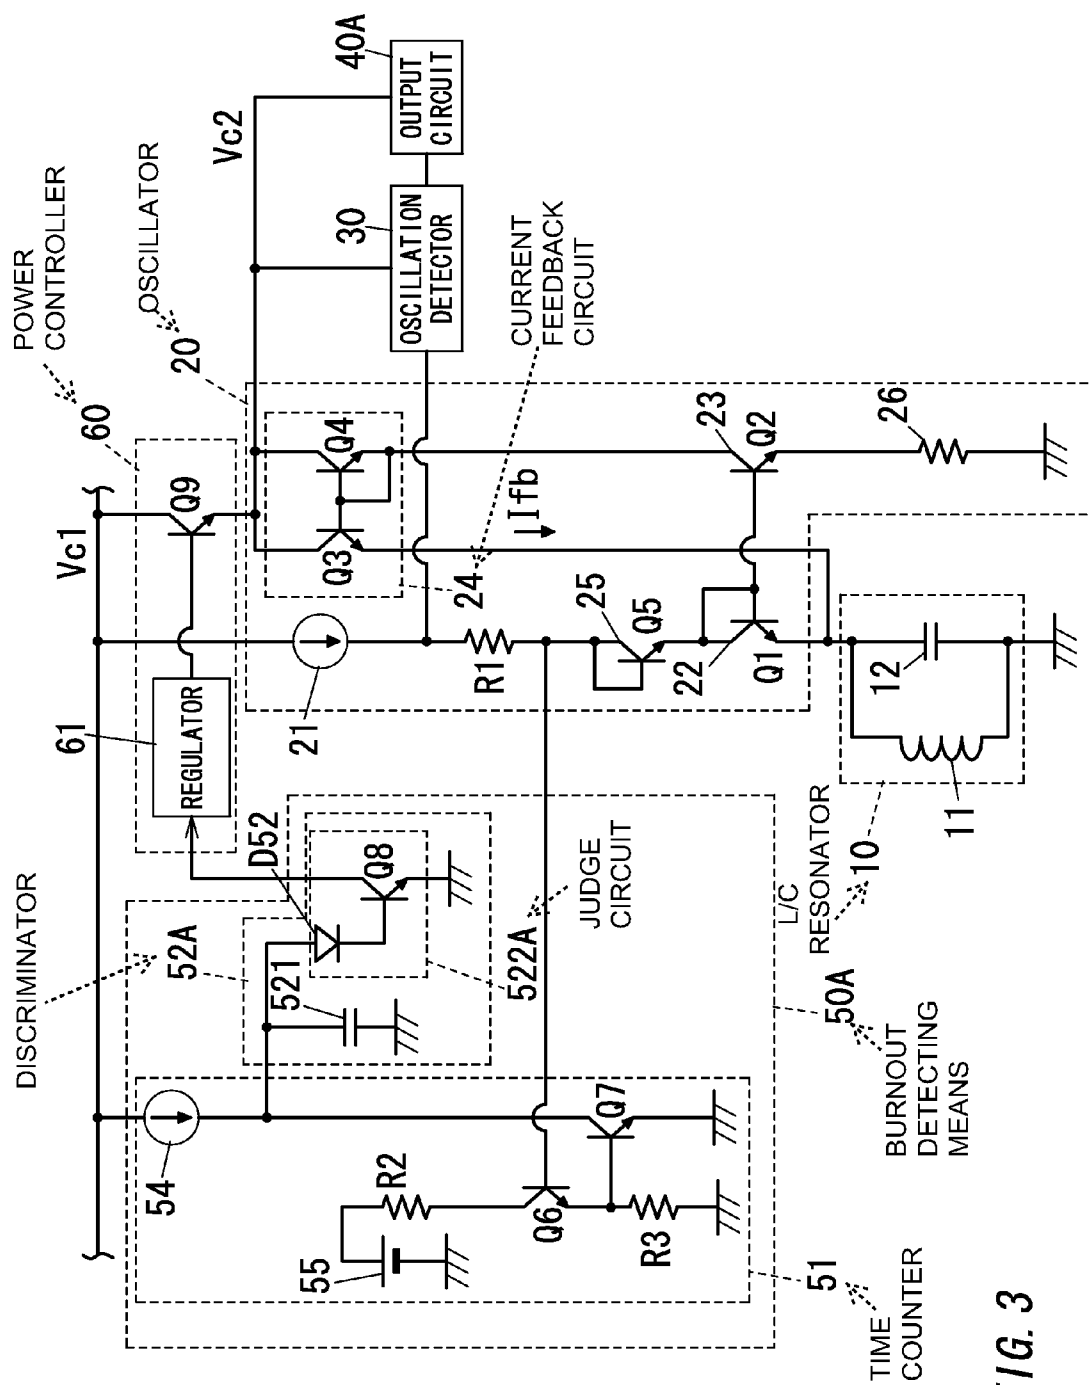 Vc1
Vc2
POWER
CONTROLLER
60
OSCILLATOR
20
40A
OUTPUT
CIRCUIT
30
OSCILLATION
DETECTOR
CURRENT
FEEDBACK
CIRCUIT
24
61
REGULATOR
Q9
Q3
Q4
Ifb
21
R1
25
Q5
22
Q1
23
Q2
26
12
11
10
L/C
RESONATOR
DISCRIMINATOR
52A
D52
Q8
521
522A
JUDGE
CIRCUIT
50A
BURNOUT
DETECTING
MEANS
54
55
R2
Q6
Q7
R3
51
TIME
COUNTER
IG. 3